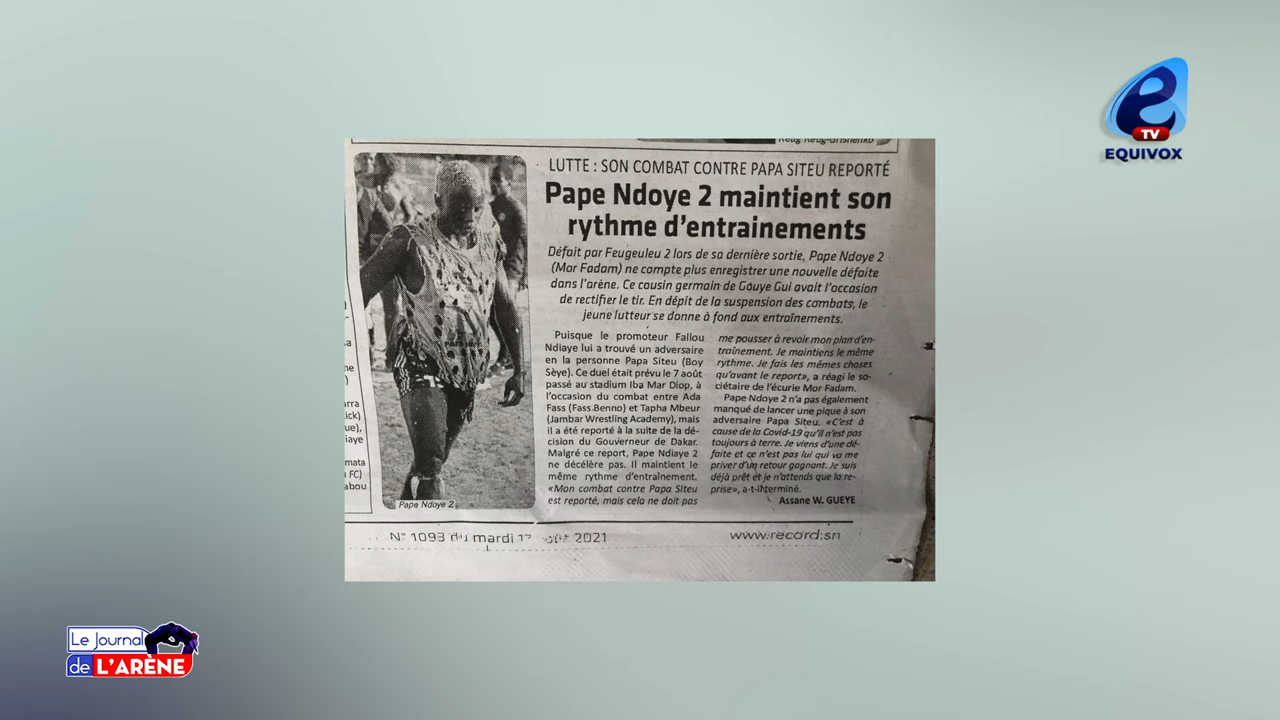 e
TV
EQUIVOX
LUTTE : SON COMBAT CONTRE PAPA SITEU REPORTÉ
Pape Ndoye 2 maintient son
rythme d'entrainements
Défait par Feugeuleu 2 lors de sa dernière sortie, Pape Ndoye 2
(Mor Fadam) ne compte plus enregistrer une nouvelle défaite
dans l'arène. Ce cousin germain de Gouye Gui avait l'occasion
de rectifier le tir. En dépit de la suspension des combats, le
jeune lutteur se donne à fond aux entraînements.
Puisque le promoteur Fallou
Ndiaye lui a trouvé un adversaire
en la personne Papa Siteu (Boy
Sèye). Ce duel était prévu le 7 août
passé au stadium Iba Mar Diop, à
l'occasion du combat entre Ada
Fass (Fass Benno) et Tapha Mbeur
(Jambar Wrestling Academy), mais
il a été reporté à la suite de la dé-
cision du Gouverneur de Dakar.
Malgré ce report, Pape Ndiaye 2
ne décélère pas. Il maintient le
même rythme d'entraînement.
«Mon combat contre Papa Siteu
est reporté, mais cela ne doit pas
me pousser à revoir mon plan d'en-
traînement. Je maintiens le même
rythme. Je fais les mêmes choses
qu'avant le report», a réagi le so-
ciétaire de l'écurie Mor Fadam.
Pape Ndoye 2 n'a pas également
manqué de lancer une pique à son
adversaire Papa Siteu. «C'est à
cause de la Covid-19 qu'il n'est pas
toujours à terre. Je viens d'une dé-
faite et ce n'est pas lui qui va me
priver d'un retour gagnant. Je suis
déjà prêt et je n'attends que la re-
prise», a-t-il terminé.
Assane W. GUEYE
Pape Ndoye 2
N° 1093 du mardi 17 2021
www.record.sn
Le Journal
de L'ARÈNE